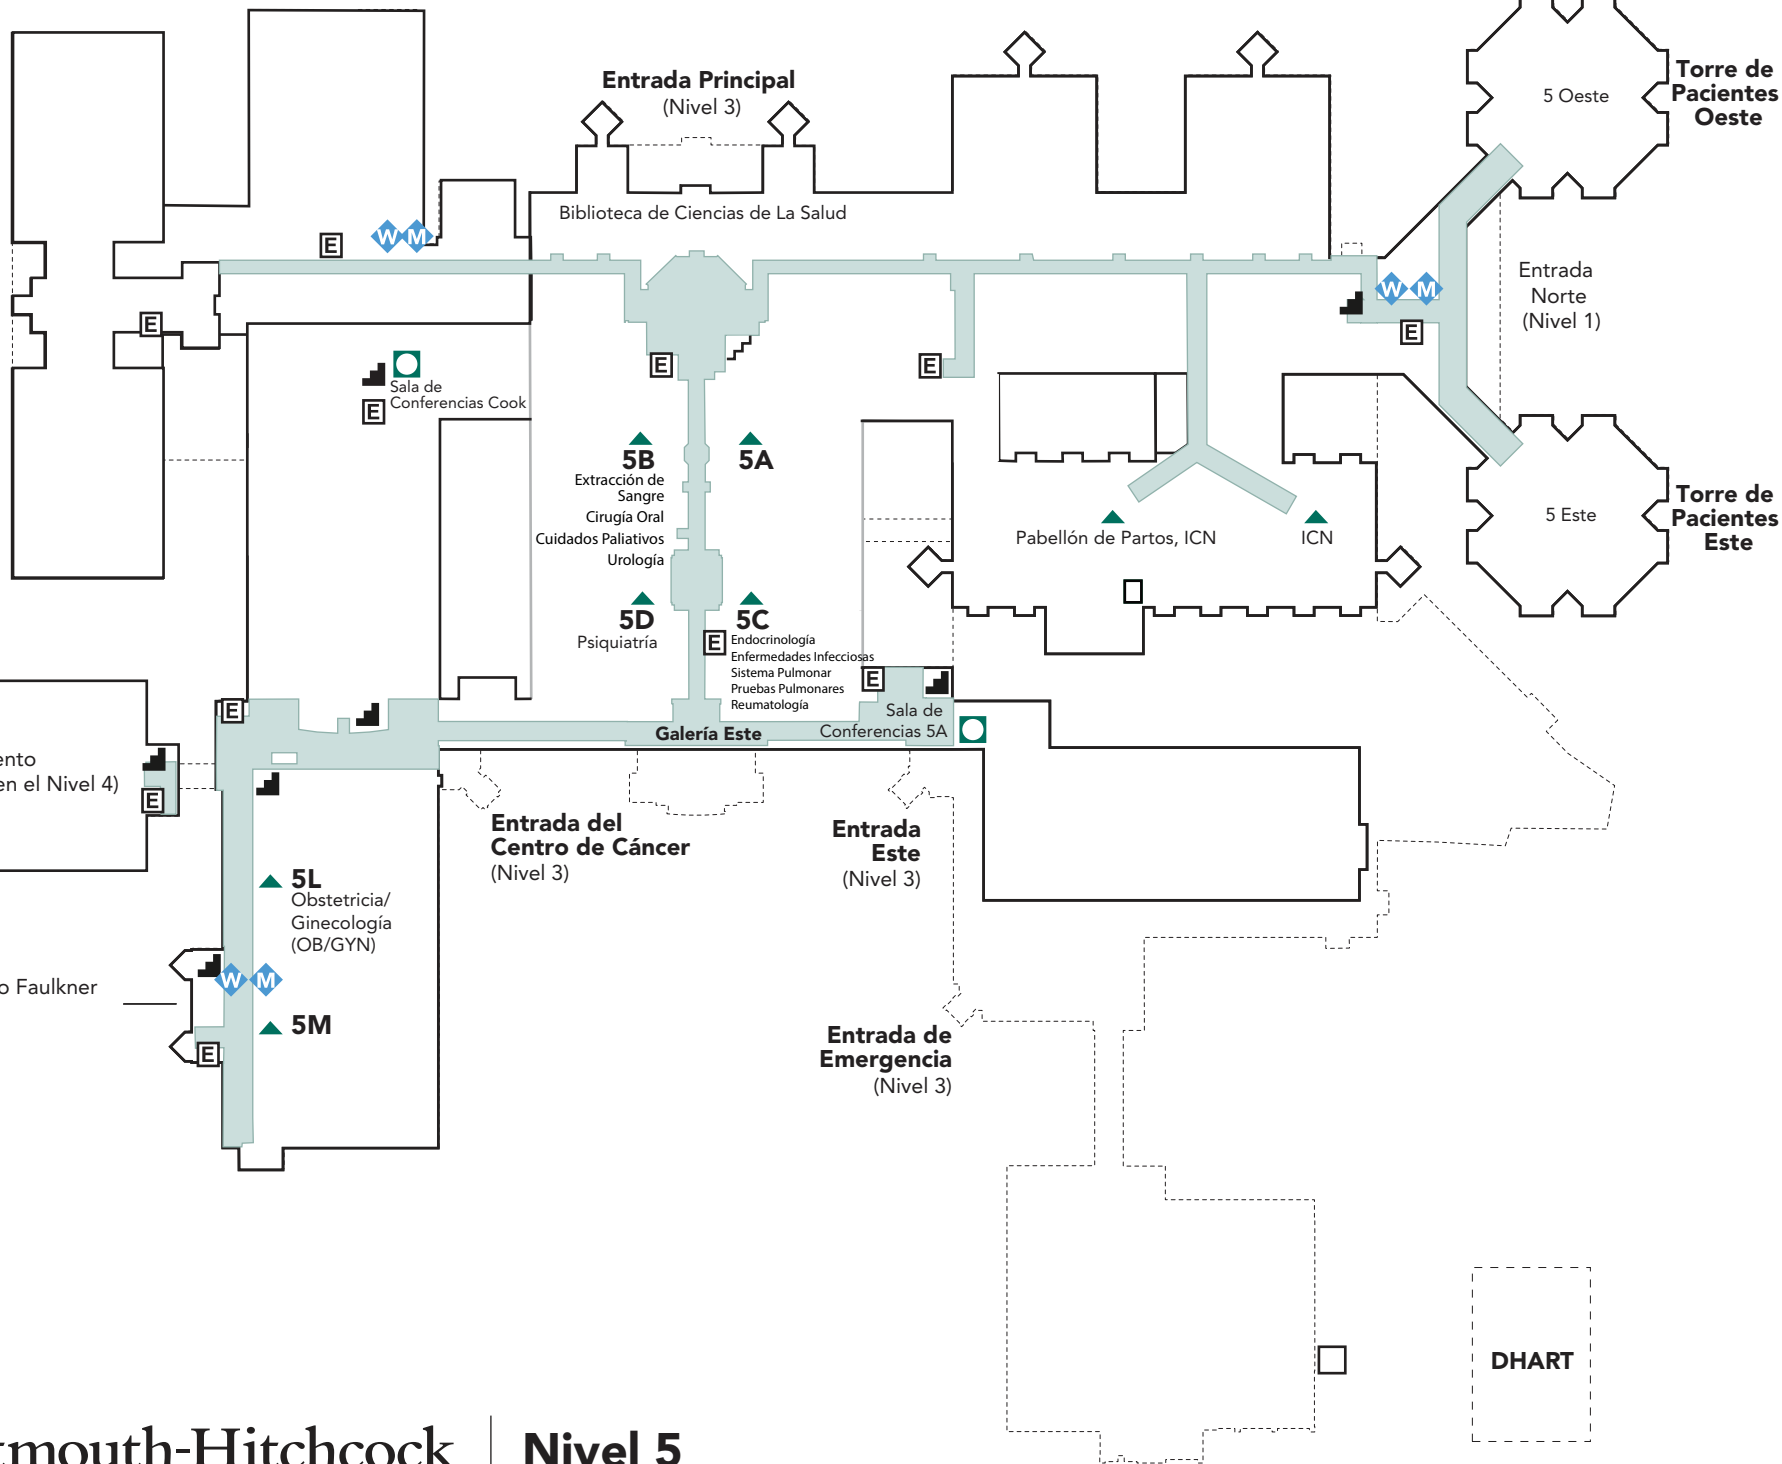 Entrada Principal
(Nivel 3)
Torre de
Pacientes
Oeste
5 Oeste
Biblioteca de Ciencias de La Salud
E
W M
W M
E
Entrada
Norte
(Nivel 1)
E
E
E
Sala de
Conferencias Cook
E
5B
Extracción de
Sangre
Cirugía Oral
Cuidados Paliativos
Urología
5A
5D
Psiquiatría
5C
E
Endocrinología
Enfermedades Infecciosas
Sistema Pulmonar
Pruebas Pulmonares
Reumatología
Pabellón de Partos, ICN
ICN
5 Este
Torre de
Pacientes
Este
E
E
Sala de
Conferencias 5A
Galería Este
en el Nivel 4)
E
Entrada del
Centro de Cáncer
(Nivel 3)
Entrada
Este
(Nivel 3)
5L
Obstetricia/
Ginecología
(OB/GYN)
W M
Faulkner
5M
E
Entrada de
Emergencia
(Nivel 3)
DHART
tmouth-Hitchcock
Nivel 5